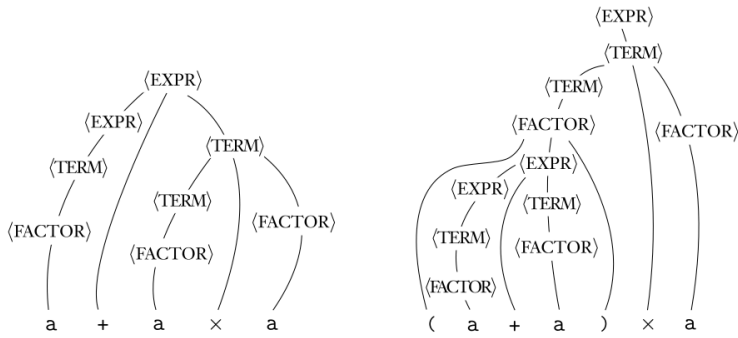 ⟨EXPR⟩
⟨EXPR⟩
⟨TERM⟩
⟨TERM⟩
⟨TERM⟩
⟨FACTOR⟩
⟨FACTOR⟩
⟨FACTOR⟩
a + a × a
⟨EXPR⟩
⟨TERM⟩
⟨TERM⟩
⟨FACTOR⟩ ⟨FACTOR⟩
⟨EXPR⟩
⟨EXPR⟩
⟨TERM⟩
⟨TERM⟩
⟨FACTOR⟩
⟨FACTOR⟩
( a + a ) × a